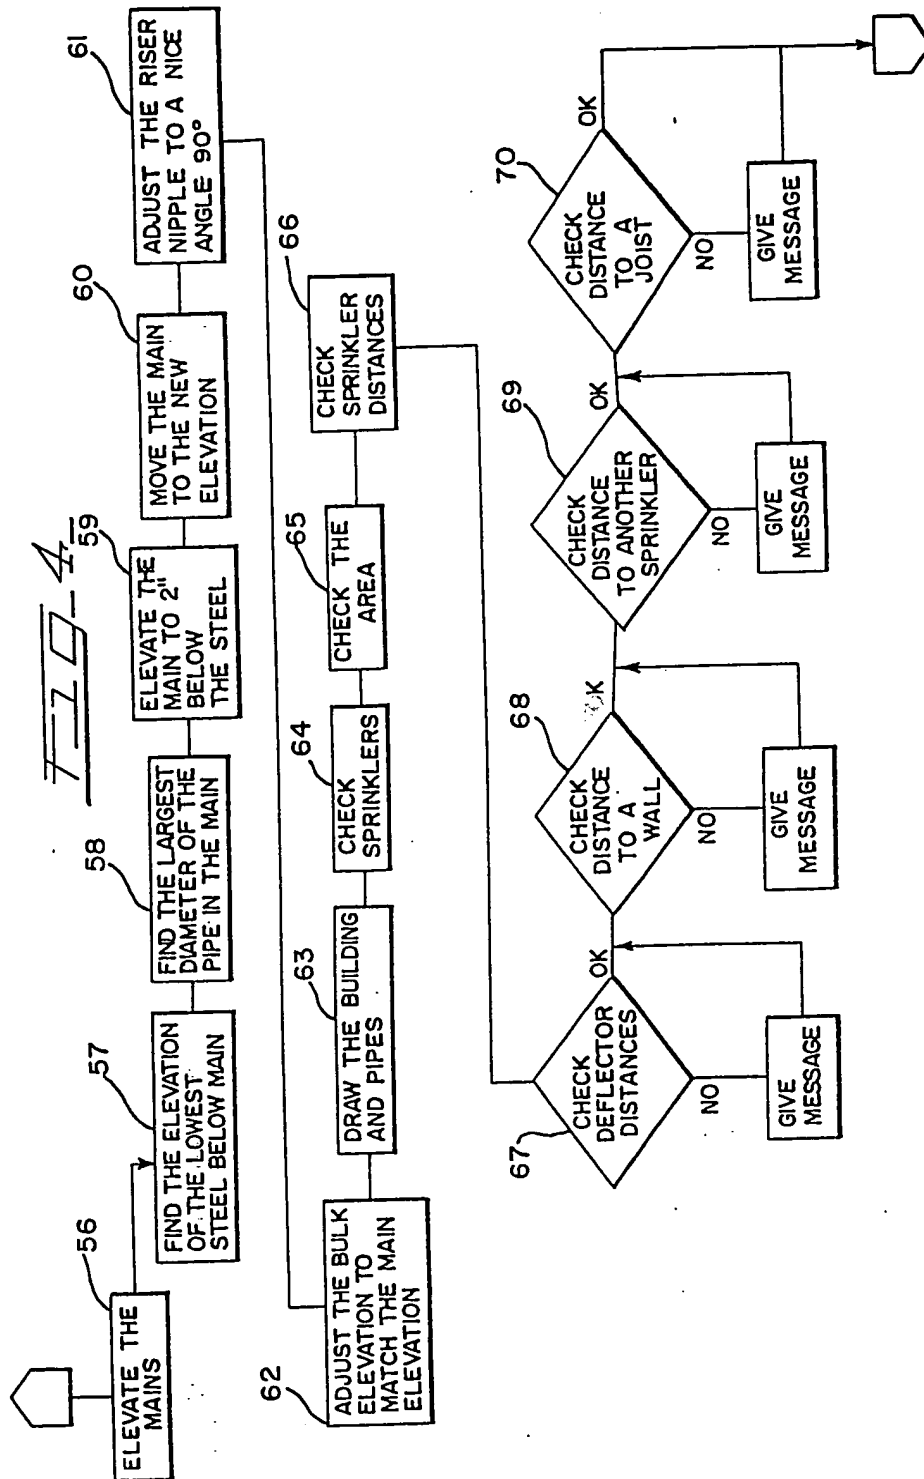 FIG. 4
56
ELEVATE THE
MAINS
57
FIND THE ELEVATION
OF THE LOWEST
STEEL BELOW MAIN
58
FIND THE LARGEST
DIAMETER OF THE
PIPE IN THE MAIN
59
ELEVATE THE
MAIN TO 2"
BELOW
THE STEEL
60
MOVE THE MAIN
TO THE NEW
ELEVATION
61
ADJUST THE RISER
NIPPLE TO A NICE
ANGLE 90°
62
ADJUST THE BULK
ELEVATION TO
MATCH THE MAIN
ELEVATION
63
DRAW THE BUILDING
AND PIPES
64
CHECK
SPRINKLERS
65
CHECK THE
AREA
66
CHECK
SPRINKLER
DISTANCES
67
CHECK
DEFLECTOR
DISTANCES
OK
NO
GIVE
MESSAGE
68
CHECK
DISTANCE
TO A
WALL
OK
NO
GIVE
MESSAGE
69
CHECK
DISTANCE
TO ANOTHER
SPRINKLER
OK
NO
GIVE
MESSAGE
70
CHECK
DISTANCE
TO A
JOIST
OK
NO
GIVE
MESSAGE